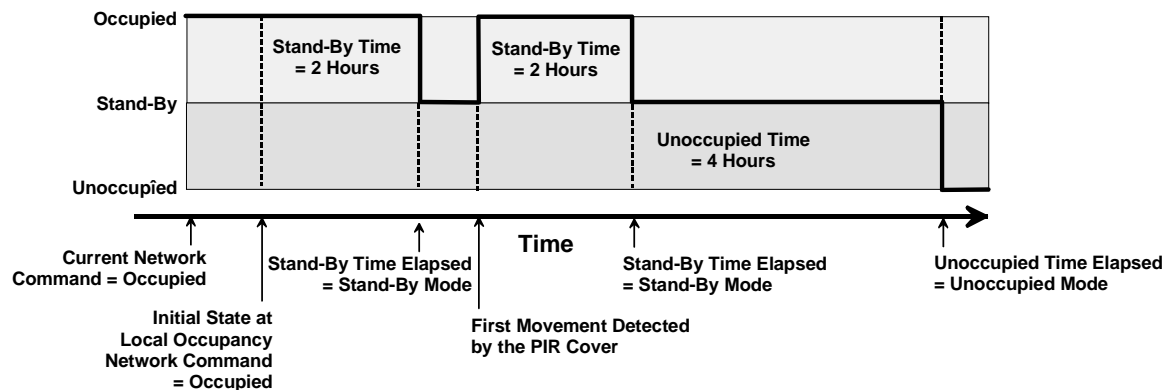 Occupied
Stand-By Time
= 2 Hours
Stand-By Time
= 2 Hours
Stand-By
Unoccupied Time
= 4 Hours
Unoccupied
Time
Current Network
Command = Occupied
Initial State at
Local Occupancy
Network Command
= Occupied
Stand-By Time Elapsed
= Stand-By Mode
First Movement Detected
by the PIR Cover
Stand-By Time Elapsed
= Stand-By Mode
Unoccupied Time Elapsed
= Unoccupied Mode